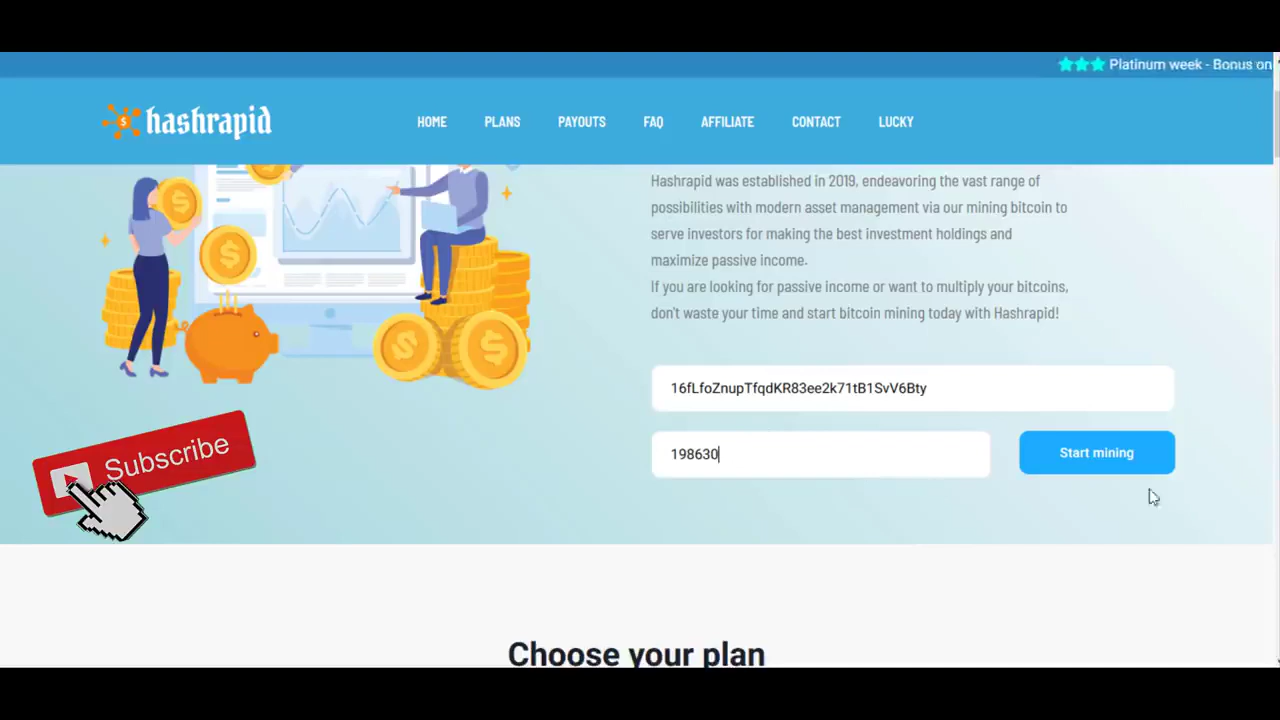 Platinum week - Bonus on
hashrapid
HOME PLANS PAYOUTS FAQ AFFILIATE CONTACT LUCKY
Hashrapid was established in 2019, endeavoring the vast range of
possibilities with modern asset management via our mining bitcoin to
serve investors for making the best investment holdings and
maximize passive income.
If you are looking for passive income or want to multiply your bitcoins,
don't waste your time and start bitcoin mining today with Hashrapid!
16fLfoZnupTfqdKR83ee2k71tB1SvV6Bty
198630
Start mining
Subscribe
Choose your plan